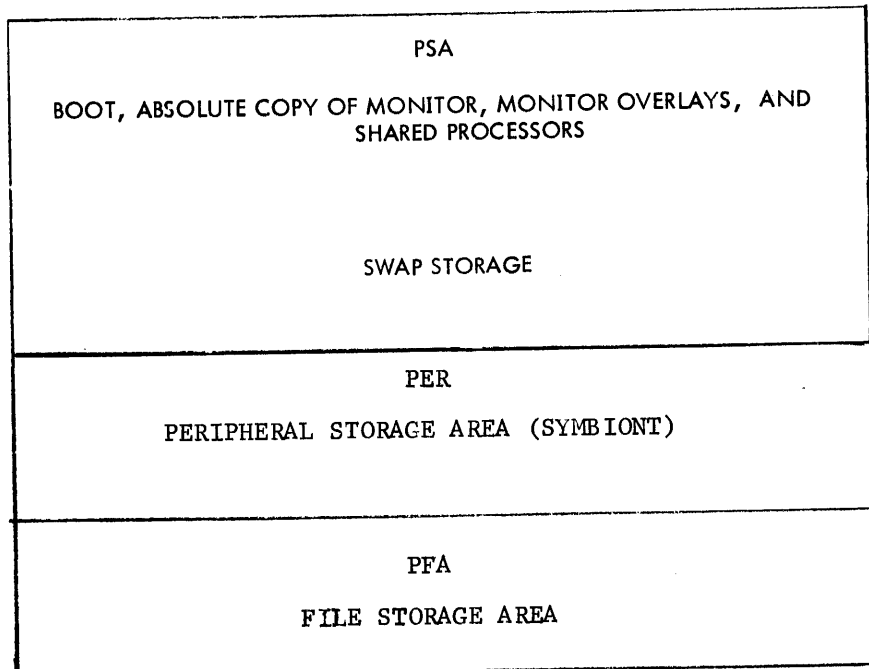 PSA
BOOT, ABSOLUTE COPY OF MONITOR, MONITOR OVERLAYS, AND
SHARED PROCESSORS
SWAP STORAGE
PER
PERIPHERAL STORAGE AREA (SYMBIONT)
PFA
FILE STORAGE AREA